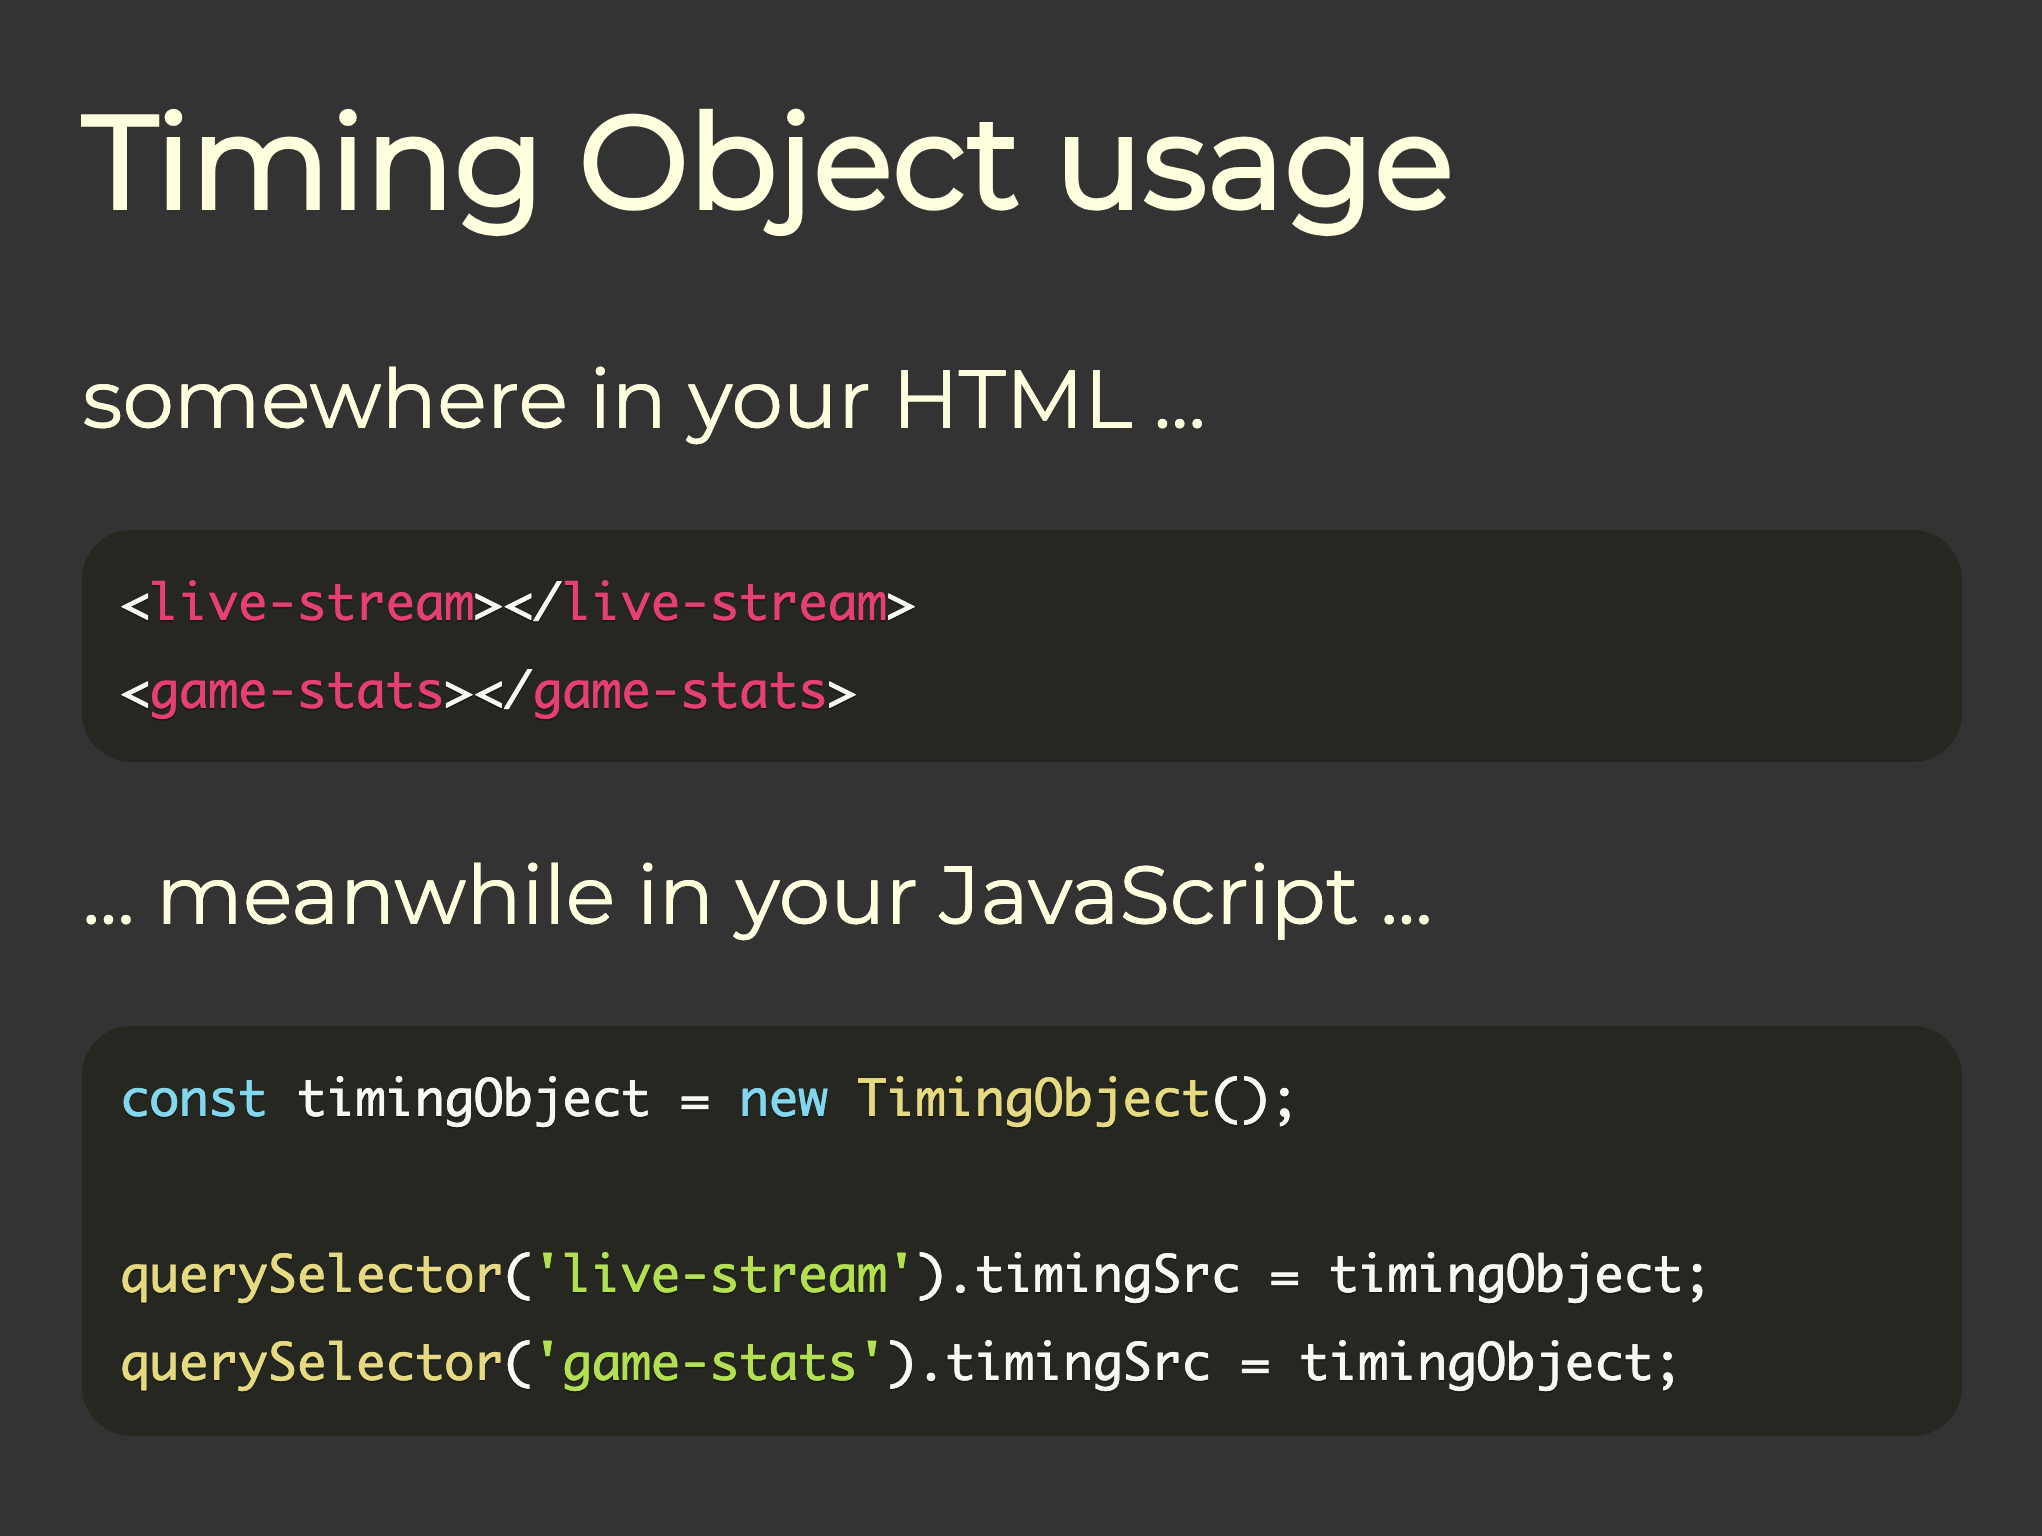 Timing Object usage
somewhere in your HTML ...
<live-stream></live-stream>
<game-stats></game-stats>
... meanwhile in your JavaScript ...
const timingObject = new TimingObject();
querySelector('live-stream').timingSrc = timingObject;
querySelector('game-stats').timingSrc = timingObject;